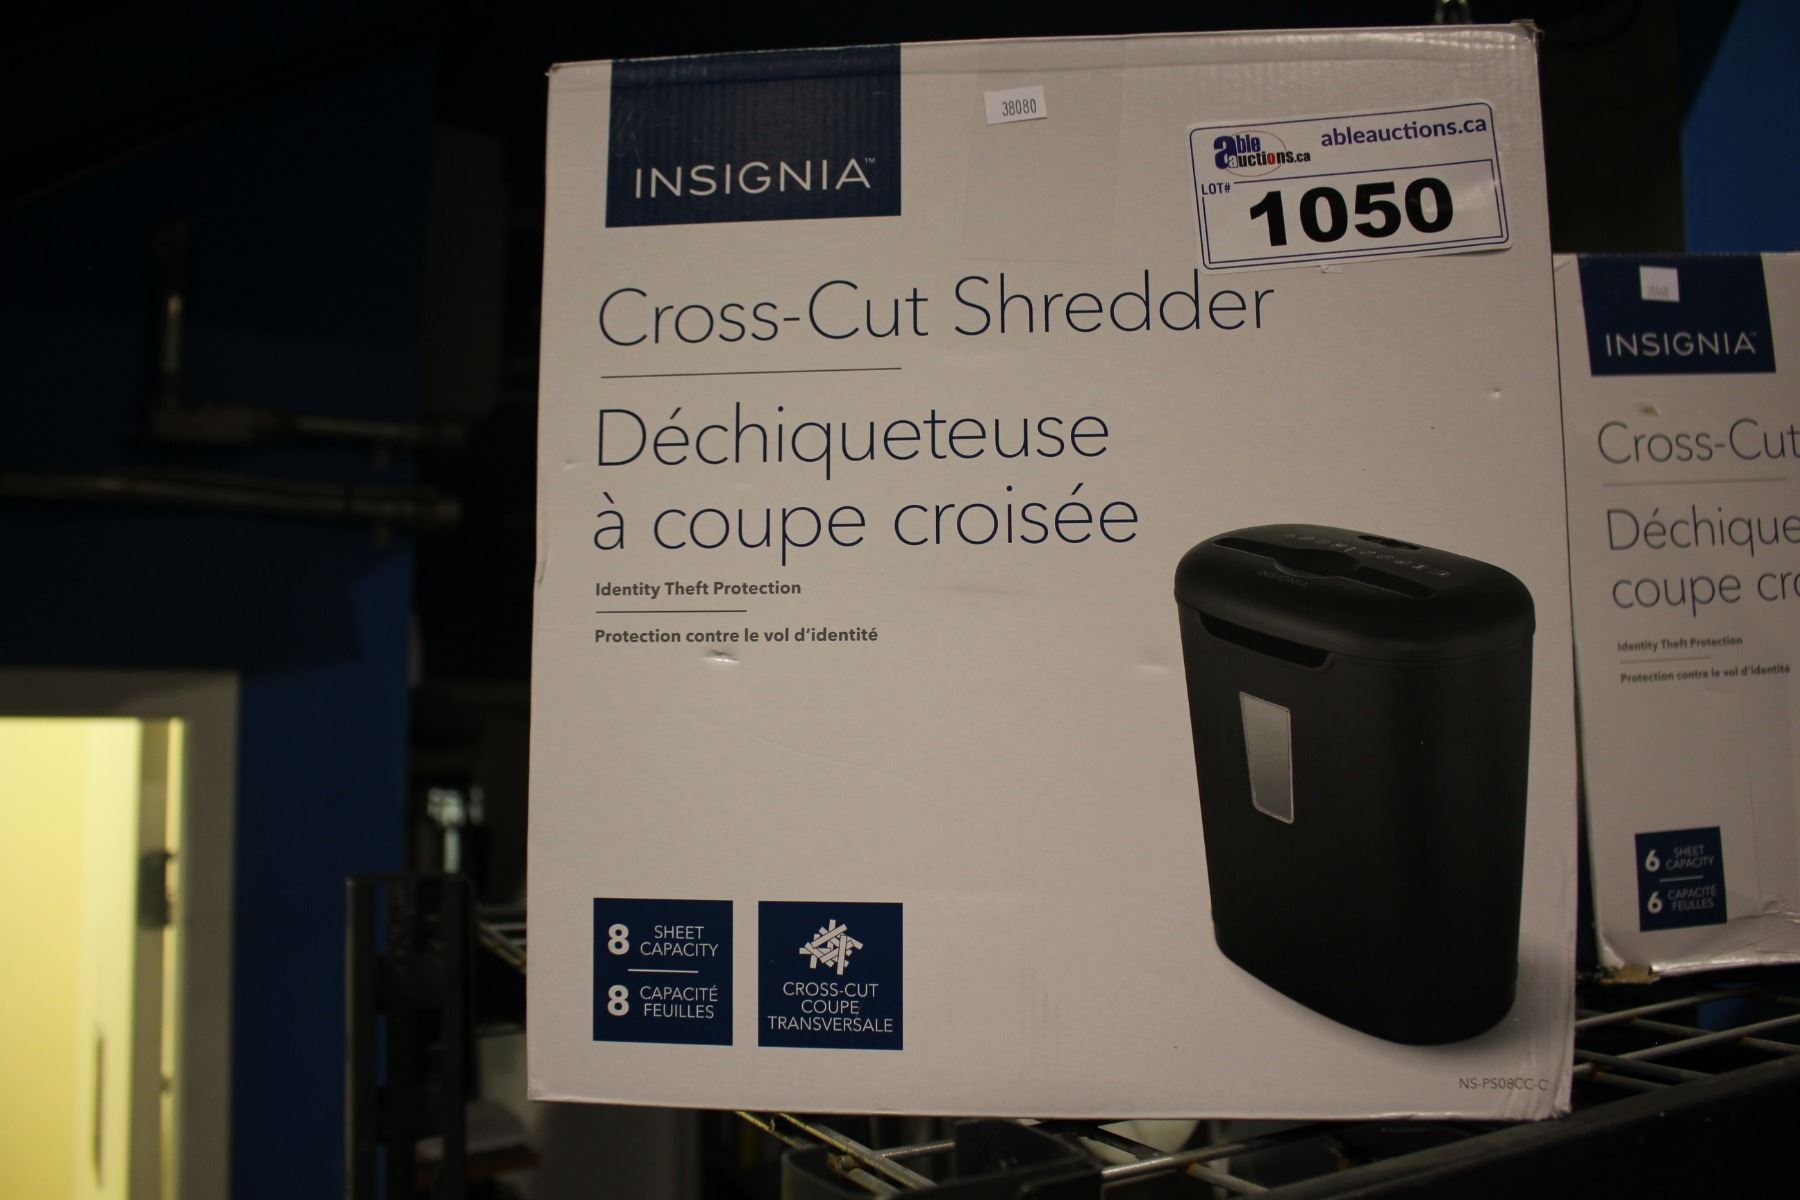 INSIGNIA™
38080
able auctions.ca
ableauctions.ca
LOT#
1050
Cross-Cut Shredder
Déchiqueteuse
à coupe croisée
Identity Theft Protection
Protection contre le vol d'identité
INSIGNIA
8 SHEET CAPACITY
8 CAPACITÉ FEUILLES
CROSS-CUT
COUPE
TRANSVERSALE
NS-PS08CC-C
INSIGNIA™
Cross-Cut
Déchique
coupe cro
Identity Theft Protection
Protection contre le vol d'identité
6 SHEET CAPACITY
6 CAPACITÉ FEUILLES